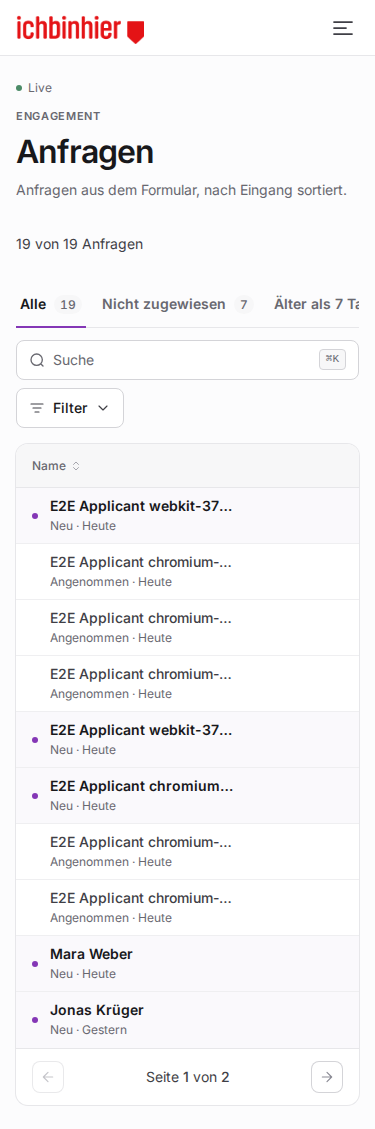 ichbinhier
Live
ENGAGEMENT
Anfragen
Anfragen aus dem Formular, nach Eingang sortiert.
19 von 19 Anfragen
Alle 19 Nicht zugewiesen 7 Älter als 7 Ta
Suche ⌘K
Filter
Name
E2E Applicant webkit-37...
Neu · Heute
E2E Applicant chromium-...
Angenommen · Heute
E2E Applicant chromium-...
Angenommen · Heute
E2E Applicant chromium-...
Angenommen · Heute
E2E Applicant webkit-37...
Neu · Heute
E2E Applicant chromium...
Neu · Heute
E2E Applicant chromium-...
Angenommen · Heute
E2E Applicant chromium-...
Angenommen · Heute
Mara Weber
Neu · Heute
Jonas Krüger
Neu · Gestern
Seite 1 von 2